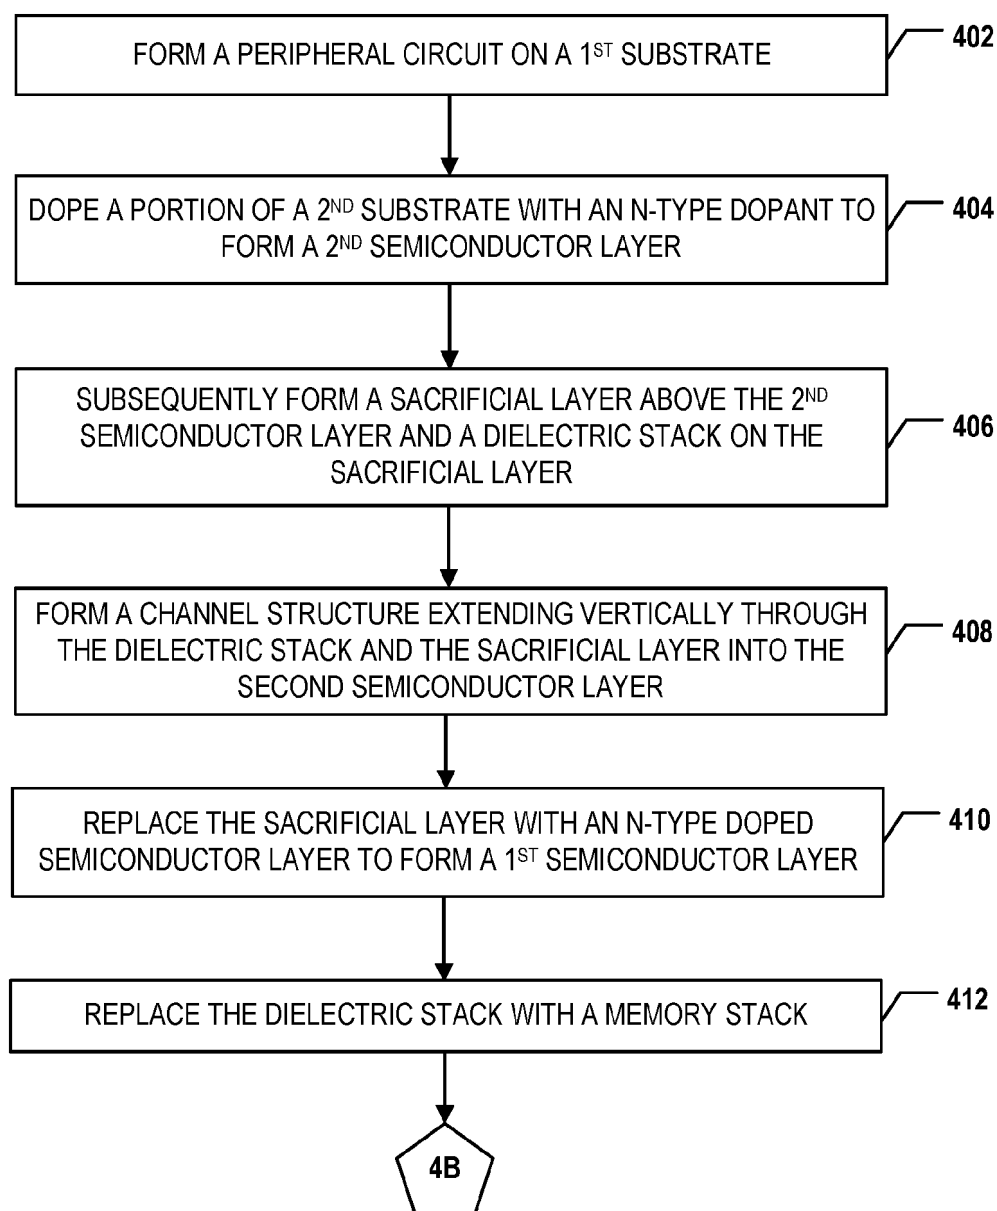 FORM A PERIPHERAL CIRCUIT ON A 1ST SUBSTRATE
402
DOPE A PORTION OF A 2ND SUBSTRATE WITH AN N-TYPE DOPANT TO
FORM A 2ND SEMICONDUCTOR LAYER
404
SUBSEQUENTLY FORM A SACRIFICIAL LAYER ABOVE THE 2ND
SEMICONDUCTOR LAYER AND A DIELECTRIC STACK ON THE
SACRIFICIAL LAYER
406
FORM A CHANNEL STRUCTURE EXTENDING VERTICALLY THROUGH
THE DIELECTRIC STACK AND THE SACRIFICIAL LAYER INTO THE
SECOND SEMICONDUCTOR LAYER
408
REPLACE THE SACRIFICIAL LAYER WITH AN N-TYPE DOPED
SEMICONDUCTOR LAYER TO FORM A 1ST SEMICONDUCTOR LAYER
410
REPLACE THE DIELECTRIC STACK WITH A MEMORY STACK
412
4B